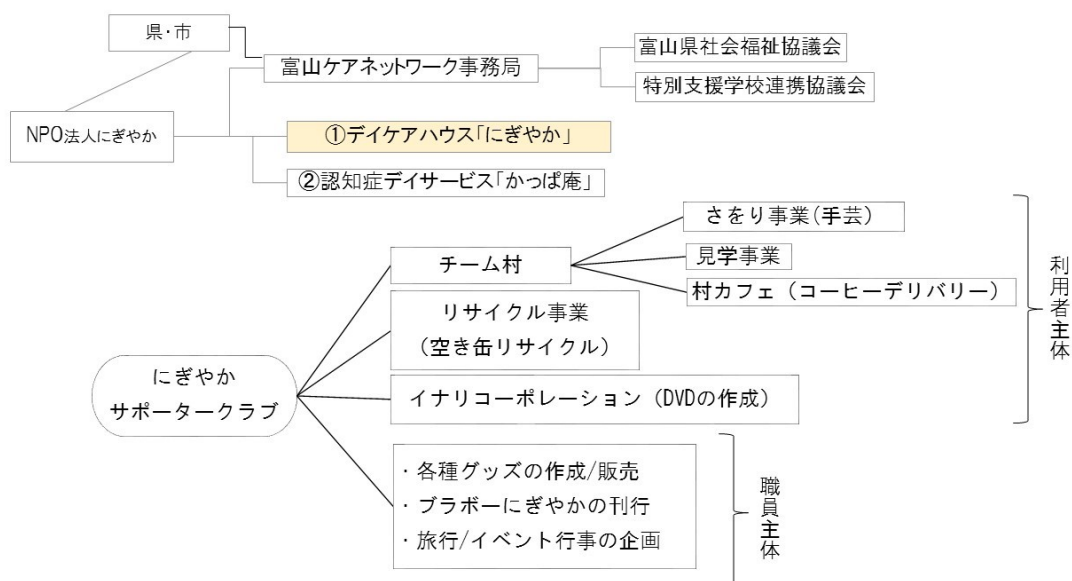 県・市
富山ケアネットワーク事務局
富山県社会福祉協議会
特別支援学校連携協議会
NPO法人にぎやか
①デイケアハウス「にぎやか」
②認知症デイサービス「かっぱ庵」
さをり事業(手芸)
チーム村
見学事業
村カフェ(コーヒーデリバリー)
リサイクル事業
(空き缶リサイクル)
にぎやか
サポータークラブ
イナリコーポレーション(DVDの作成)
利用者主体
・各種グッズの作成/販売
・ブラボーにぎやかの刊行
・旅行/イベント行事の企画
職員主体